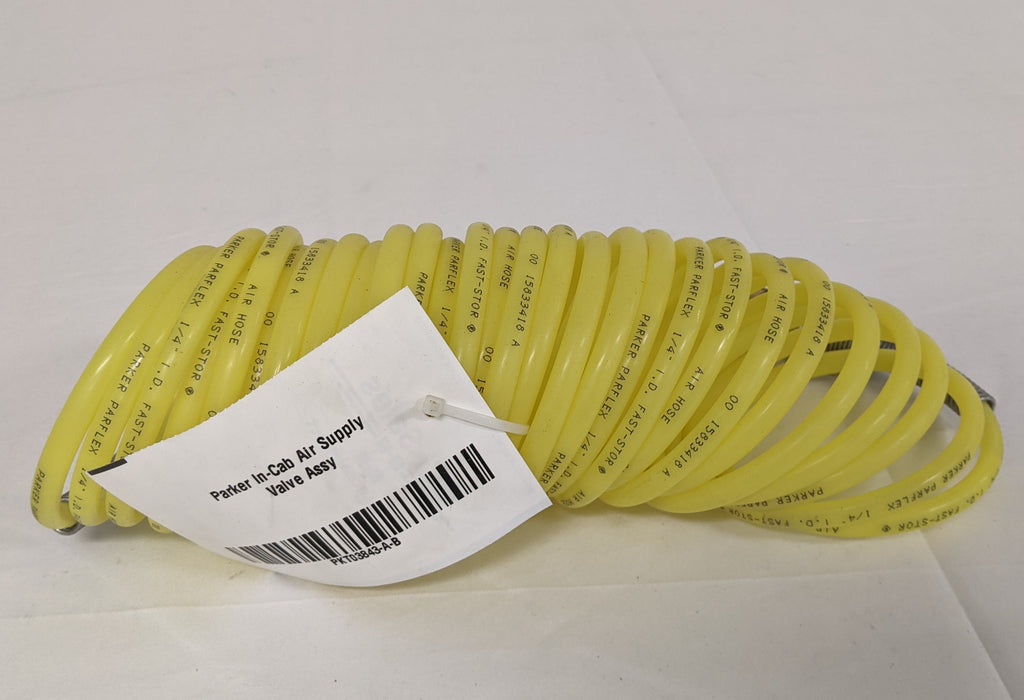 Parker In-Cab Air Supply
Valve Assy
PKT03843-A-B
PARKER PARFLEX 1/4" I.D. FAST-STOR® AIR HOSE 00 15833418 A